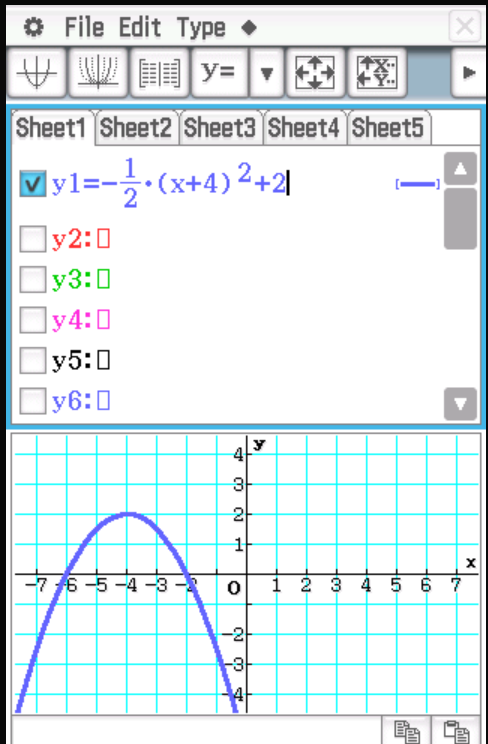 File Edit Type ◆
y=
Sheet1 Sheet2 Sheet3 Sheet4 Sheet5
y1=-1/2·(x+4)²+2
y2:▯
y3:▯
y4:▯
y5:▯
y6:▯
y
4
3
2
1
x
-7 -6 -5 -4 -3 -2 O 1 2 3 4 5 6 7
-2
-3
-4